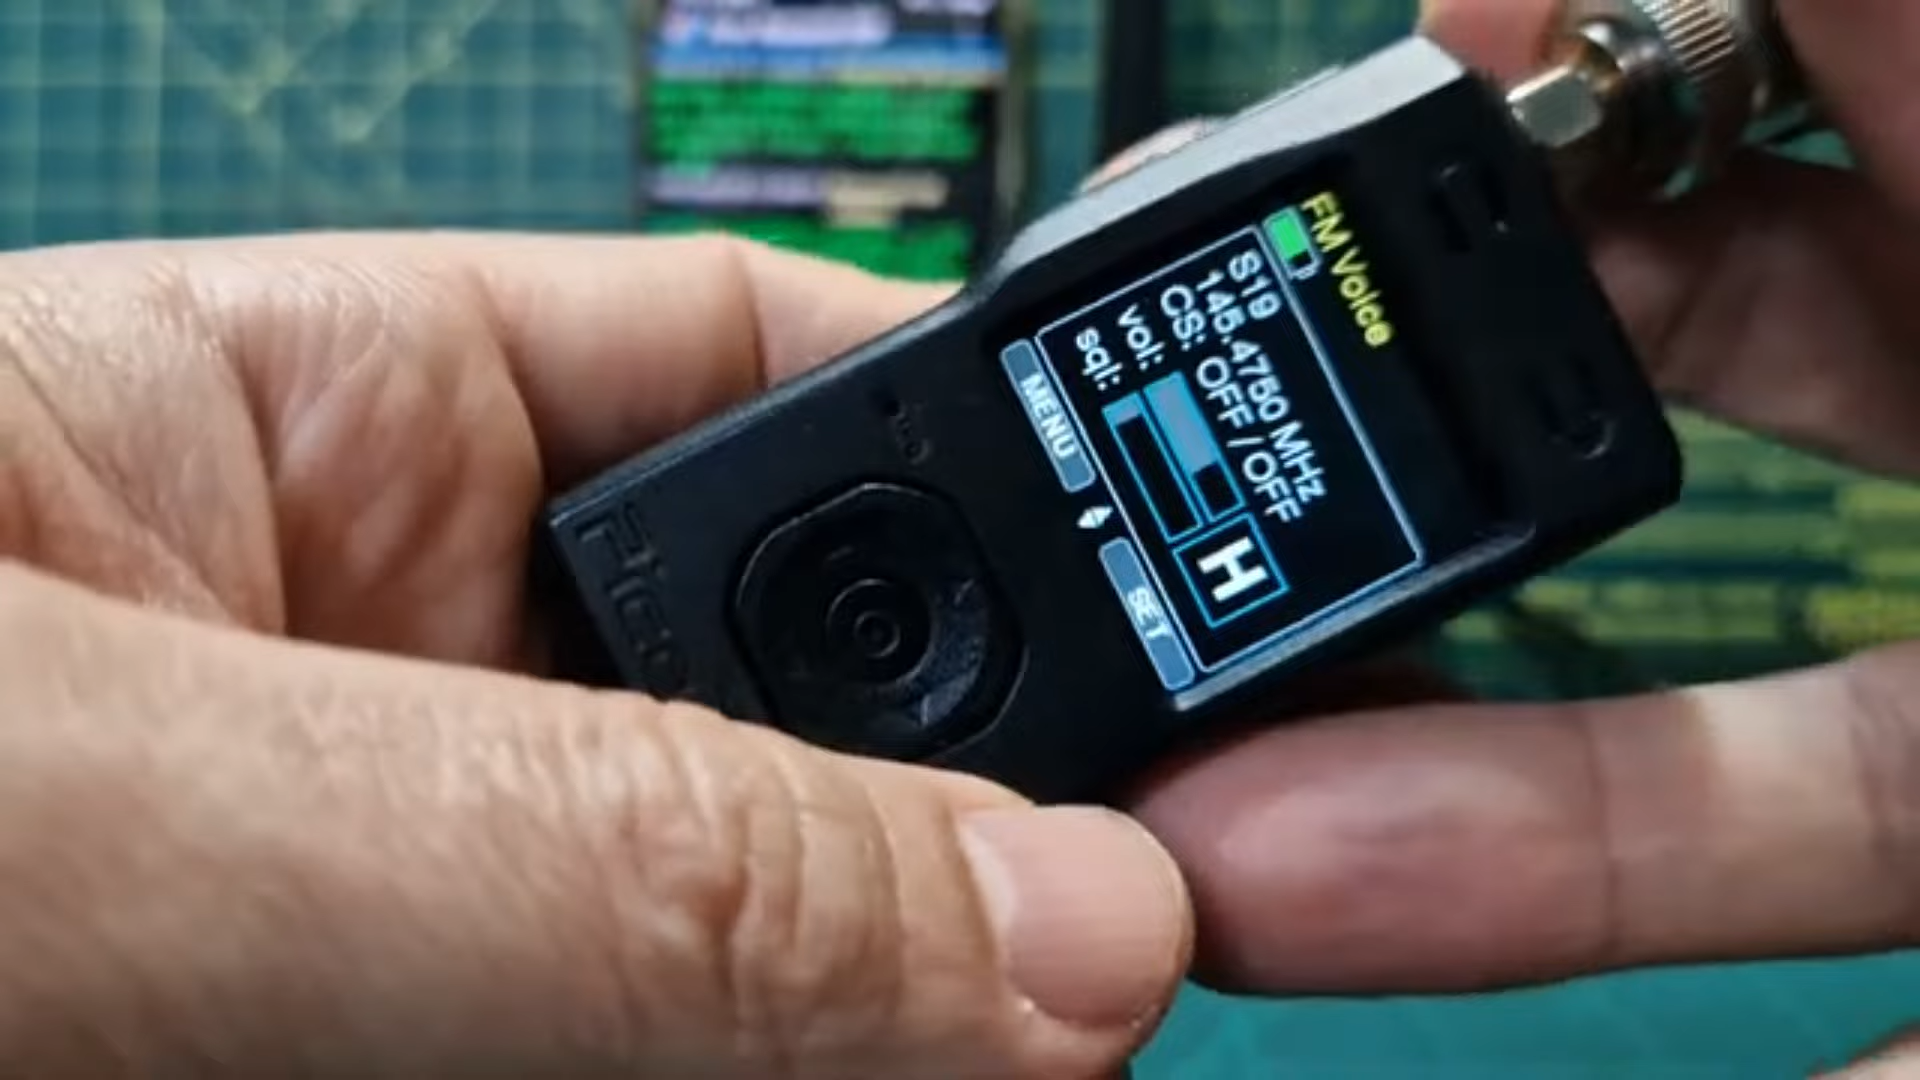 FM Voice
S19
145.4750 MHz
CS: OFF/OFF
vol:
sql:
H
MENU
SET